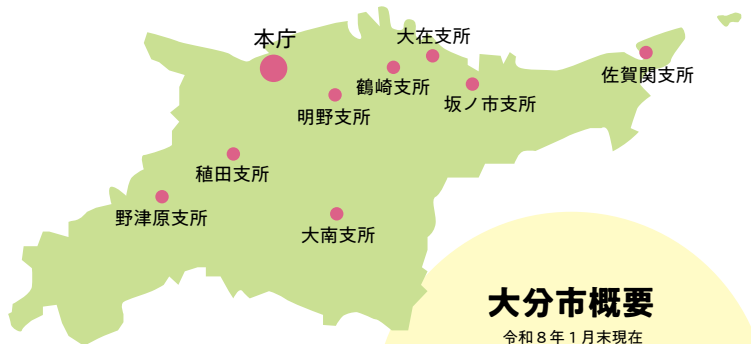 本庁
大在支所
佐賀関支所
鶴崎支所
坂ノ市支所
明野支所
稙田支所
野津原支所
大南支所
大分市概要
令和8年1月末現在